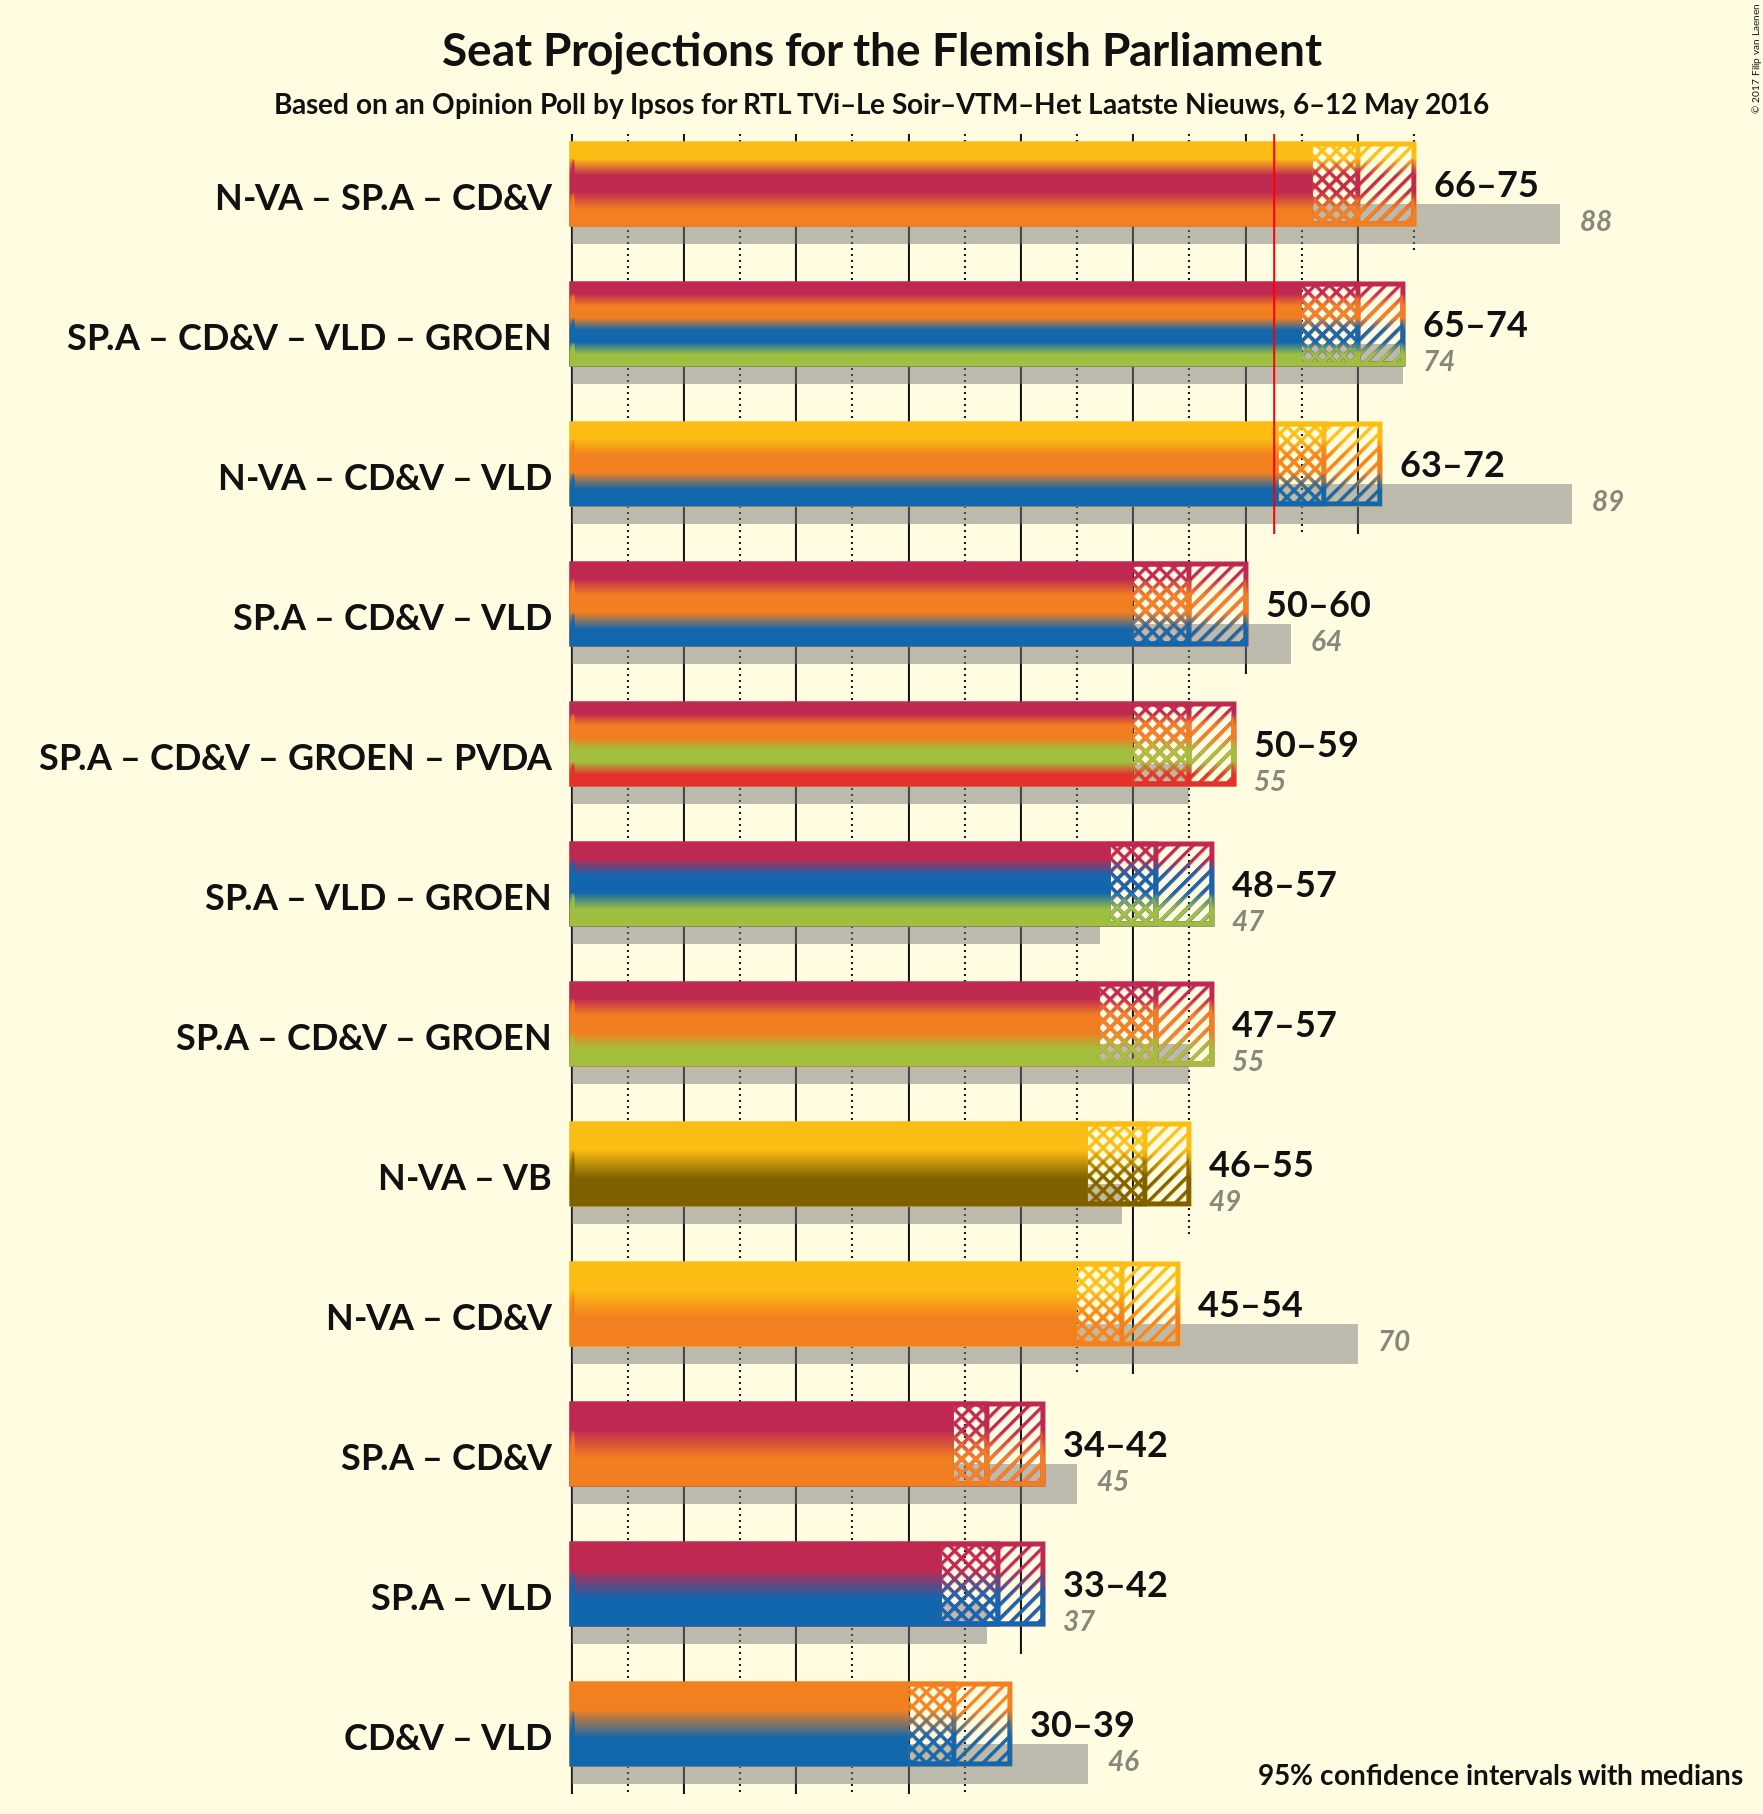 Seat Projections for the Flemish Parliament
Based on an Opinion Poll by Ipsos for RTL TVi–Le Soir–VTM–Het Laatste Nieuws, 6–12 May 2016
© 2017 Filip van Laenen
N-VA – SP.A – CD&V
66–75
88
SP.A – CD&V – VLD – GROEN
65–74
74
N-VA – CD&V – VLD
63–72
89
SP.A – CD&V – VLD
50–60
64
SP.A – CD&V – GROEN – PVDA
50–59
55
SP.A – VLD – GROEN
48–57
47
SP.A – CD&V – GROEN
47–57
55
N-VA – VB
46–55
49
N-VA – CD&V
45–54
70
SP.A – CD&V
34–42
45
SP.A – VLD
33–42
37
CD&V – VLD
30–39
46
95% confidence intervals with medians